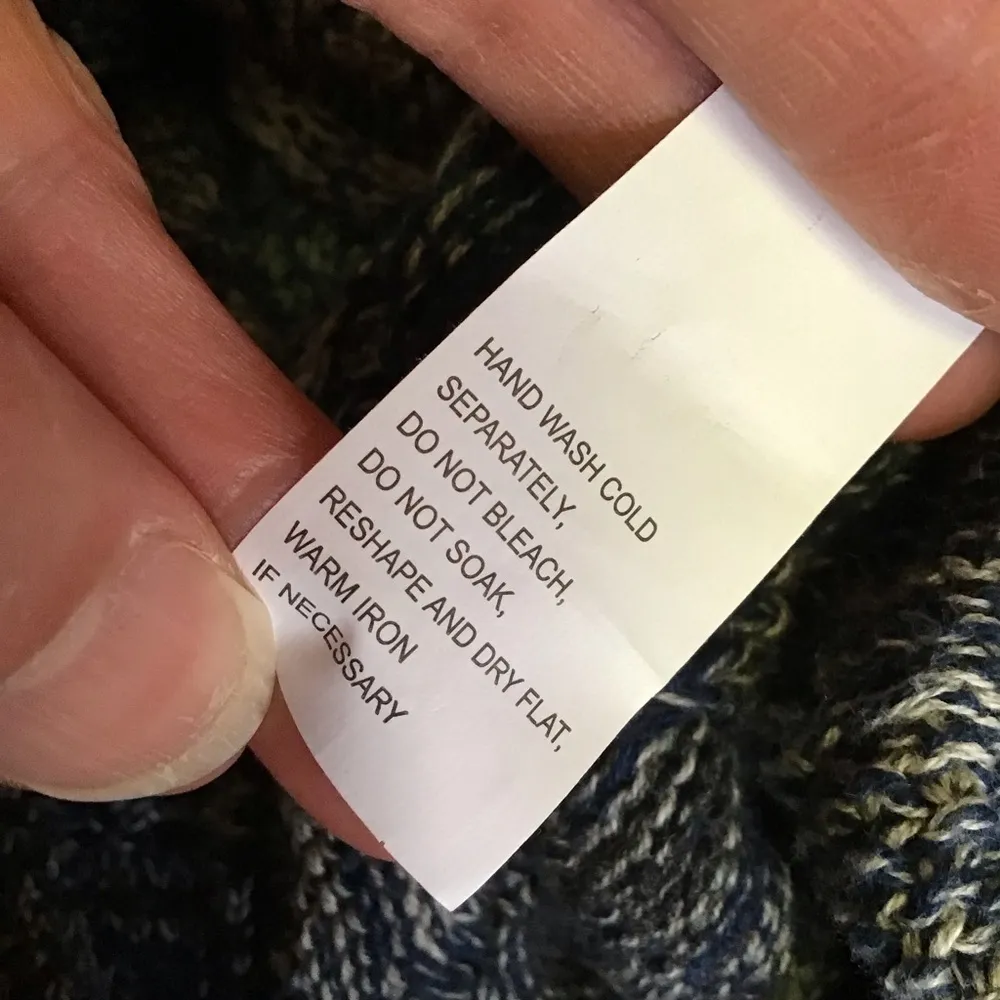 HAND WASH COLD
SEPARATELY,
DO NOT BLEACH,
DO NOT SOAK,
RESHAPE AND DRY FLAT,
WARM IRON
IF NECESSARY